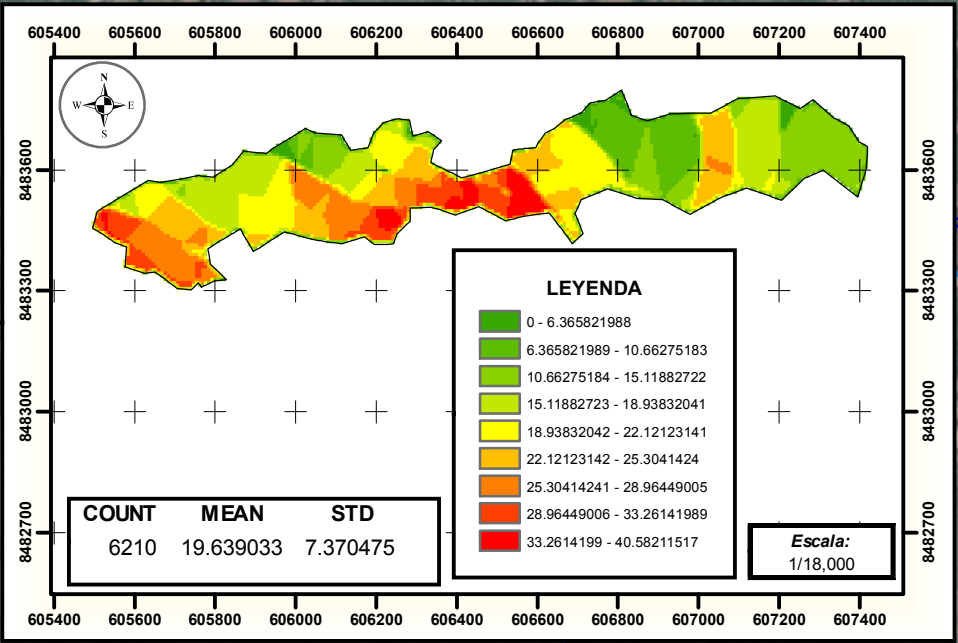 605400 605600 605800 606000 606200 606400 606600 606800 607000 607200 607400
N
W E
S
8483600 8483600
8483300 8483300
8483000 8483000
8482700 8482700
LEYENDA
0 - 6.365821988
6.365821989 - 10.66275183
10.66275184 - 15.11882722
15.11882723 - 18.93832041
18.93832042 - 22.12123141
22.12123142 - 25.3041424
25.30414241 - 28.96449005
28.96449006 - 33.26141989
33.2614199 - 40.58211517
COUNT MEAN STD
6210 19.639033 7.370475
Escala:
1/18,000
605400 605600 605800 606000 606200 606400 606600 606800 607000 607200 607400